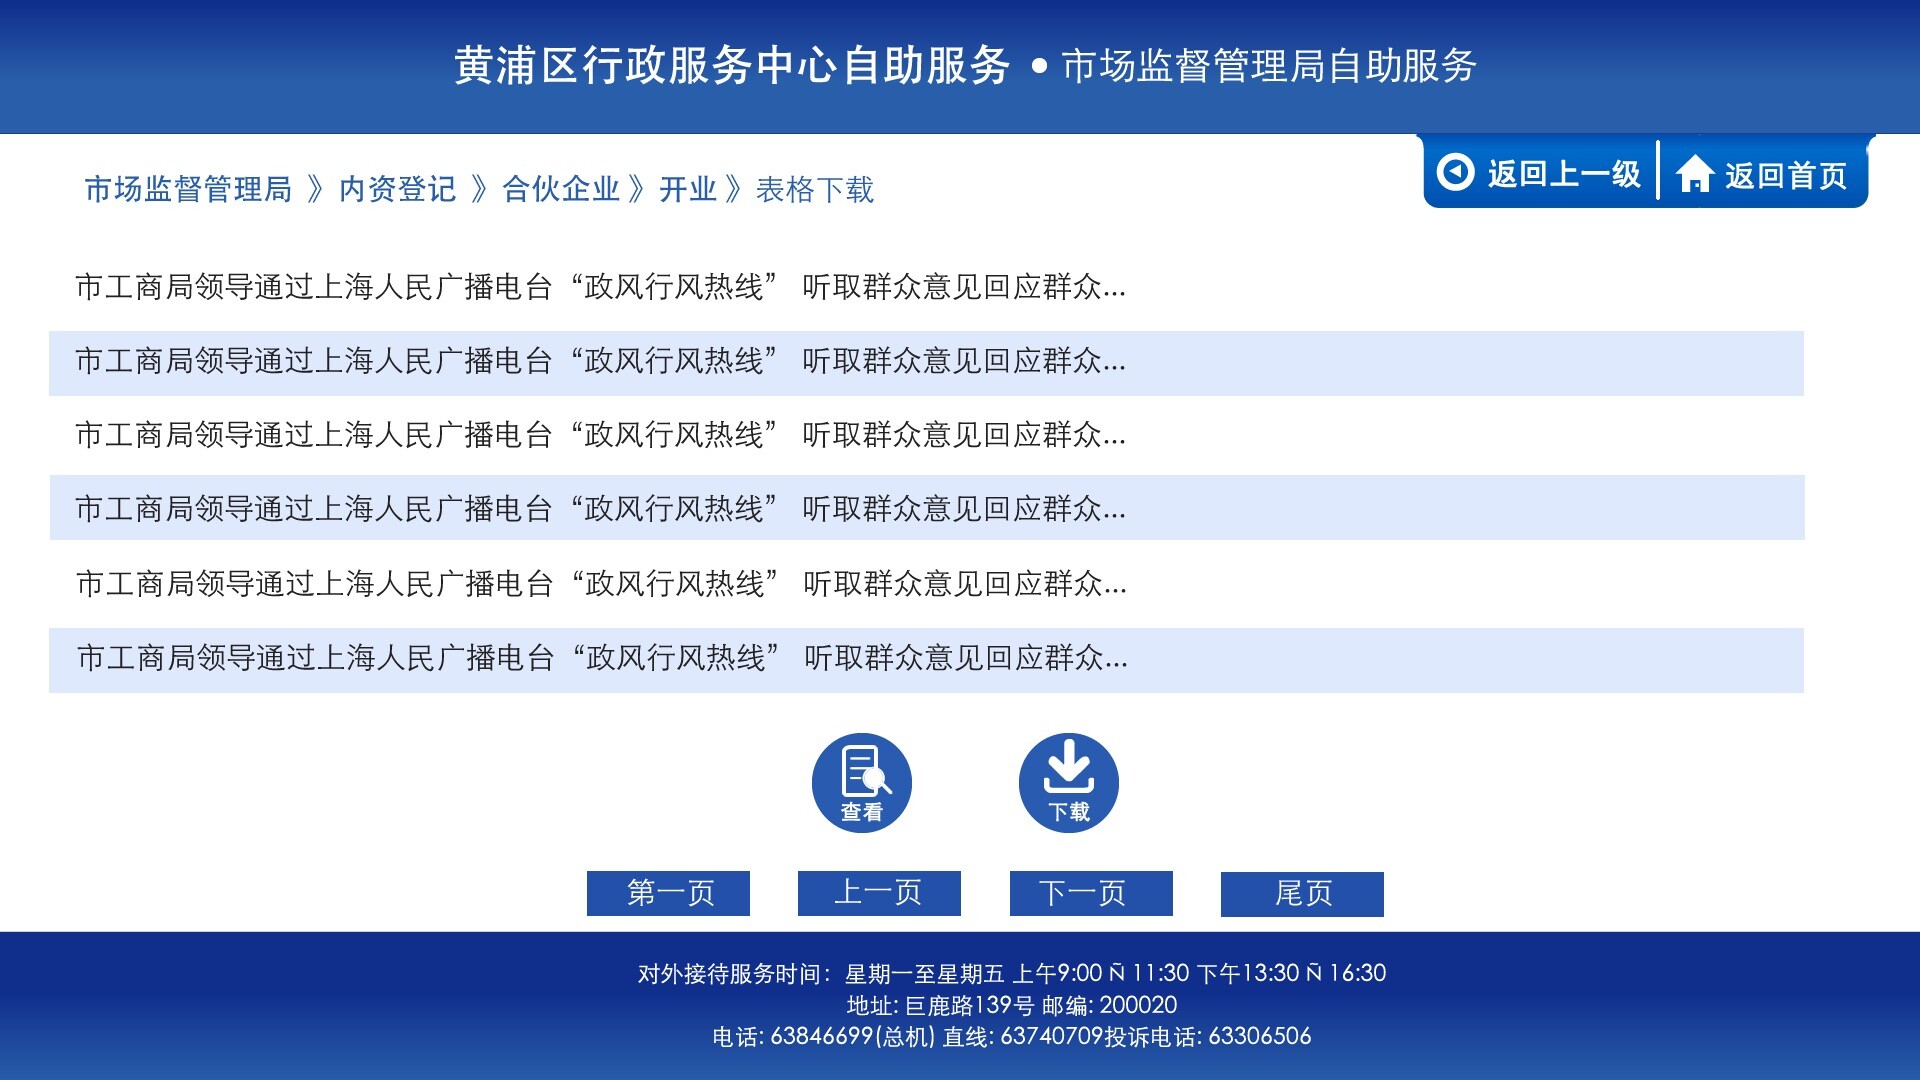 黄浦区行政服务中心自助服务 • 市场监督管理局自助服务
返回上一级 返回首页
市场监督管理局 》内资登记 》合伙企业 》开业 》表格下载
市工商局领导通过上海人民广播电台“政风行风热线” 听取群众意见回应群众...
市工商局领导通过上海人民广播电台“政风行风热线” 听取群众意见回应群众...
市工商局领导通过上海人民广播电台“政风行风热线” 听取群众意见回应群众...
市工商局领导通过上海人民广播电台“政风行风热线” 听取群众意见回应群众...
市工商局领导通过上海人民广播电台“政风行风热线” 听取群众意见回应群众...
市工商局领导通过上海人民广播电台“政风行风热线” 听取群众意见回应群众...
查看 下载
第一页 上一页 下一页 尾页
对外接待服务时间：星期一至星期五 上午9:00 Ñ 11:30 下午13:30 Ñ 16:30
地址: 巨鹿路139号 邮编: 200020
电话: 63846699(总机) 直线: 63740709投诉电话: 63306506